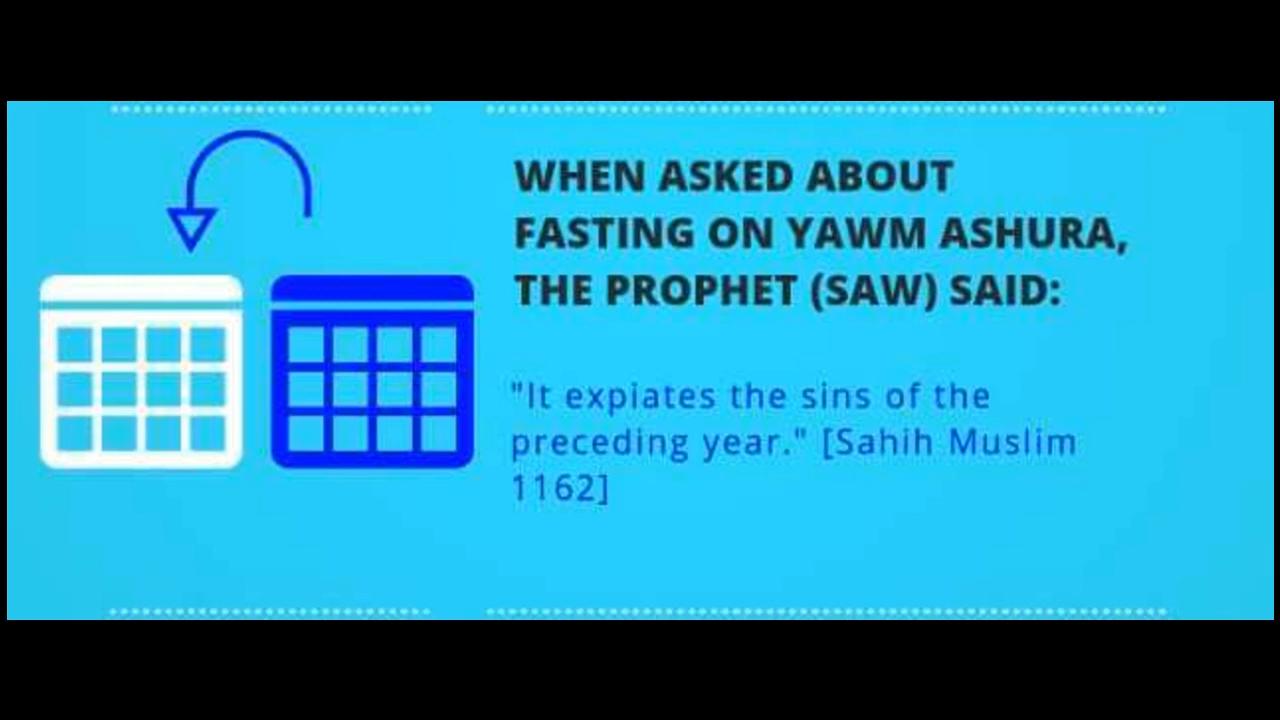 WHEN ASKED ABOUT
FASTING ON YAWM ASHURA,
THE PROPHET (SAW) SAID:
"It expiates the sins of the
preceding year." [Sahih Muslim
1162]